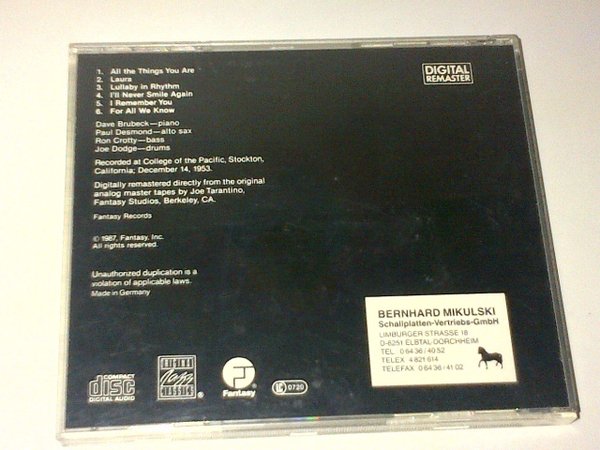 1. All the Things You Are
2. Laura
3. Lullaby in Rhythm
4. I'll Never Smile Again
5. I Remember You
6. For All We Know
DIGITAL
REMASTER
Dave Brubeck—piano
Paul Desmond—alto sax
Ron Crotty—bass
Joe Dodge—drums
Recorded at College of the Pacific, Stockton,
California; December 14, 1953.
Digitally remastered directly from the original
analog master tapes by Joe Tarantino,
Fantasy Studios, Berkeley, CA.
Fantasy Records
© 1987, Fantasy, Inc.
All rights reserved.
Unauthorized duplication is a
violation of applicable laws.
Made in Germany
BERNHARD MIKULSKI
Schallplatten-Vertriebs-GmbH
LIMBURGER STRASSE 18
D-6251 ELBTAL-DORCHHEIM
TEL. 0 64 36 / 40 52
TELEX 4 821 614
TELEFAX 0 64 36 / 41 02
COMPACT
disc
DIGITAL AUDIO
ORIGINAL
Jazz
CLASSICS
Fantasy
LC 0720